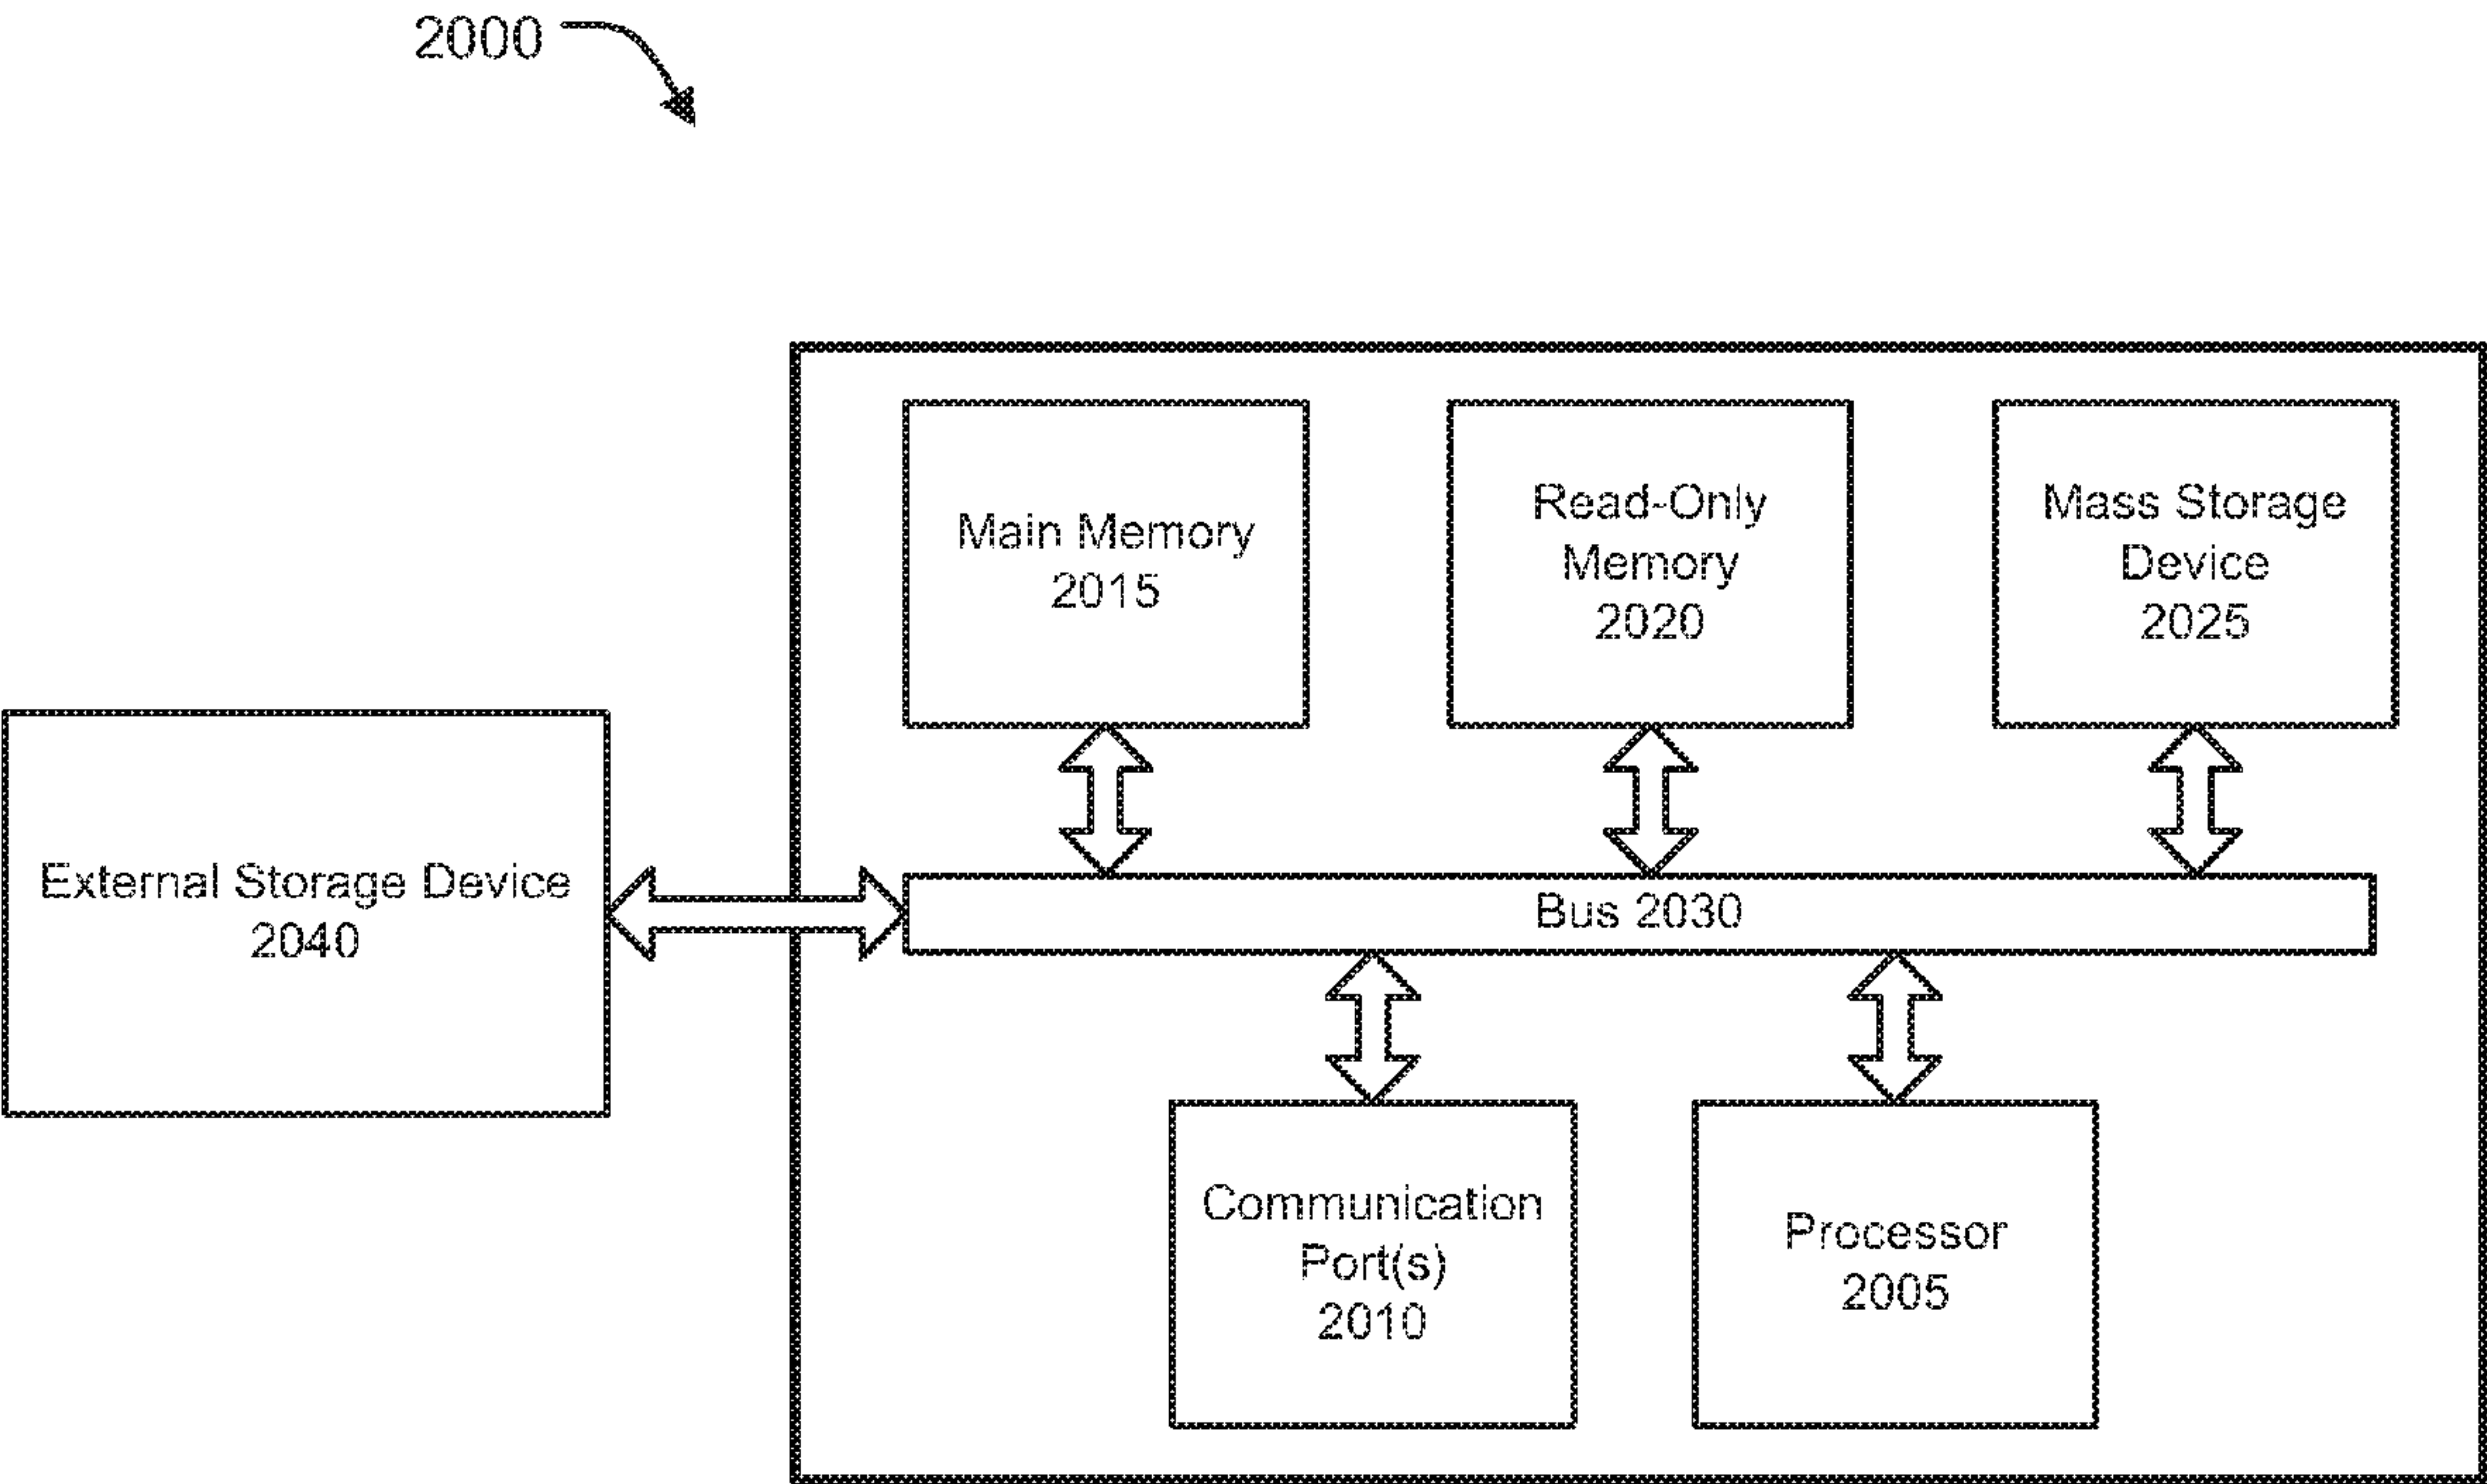 2000
Main Memory
2015
Read-Only
Memory
2020
Mass Storage
Device
2025
External Storage Device
2040
Bus 2030
Communication
Port(s)
2010
Processor
2005